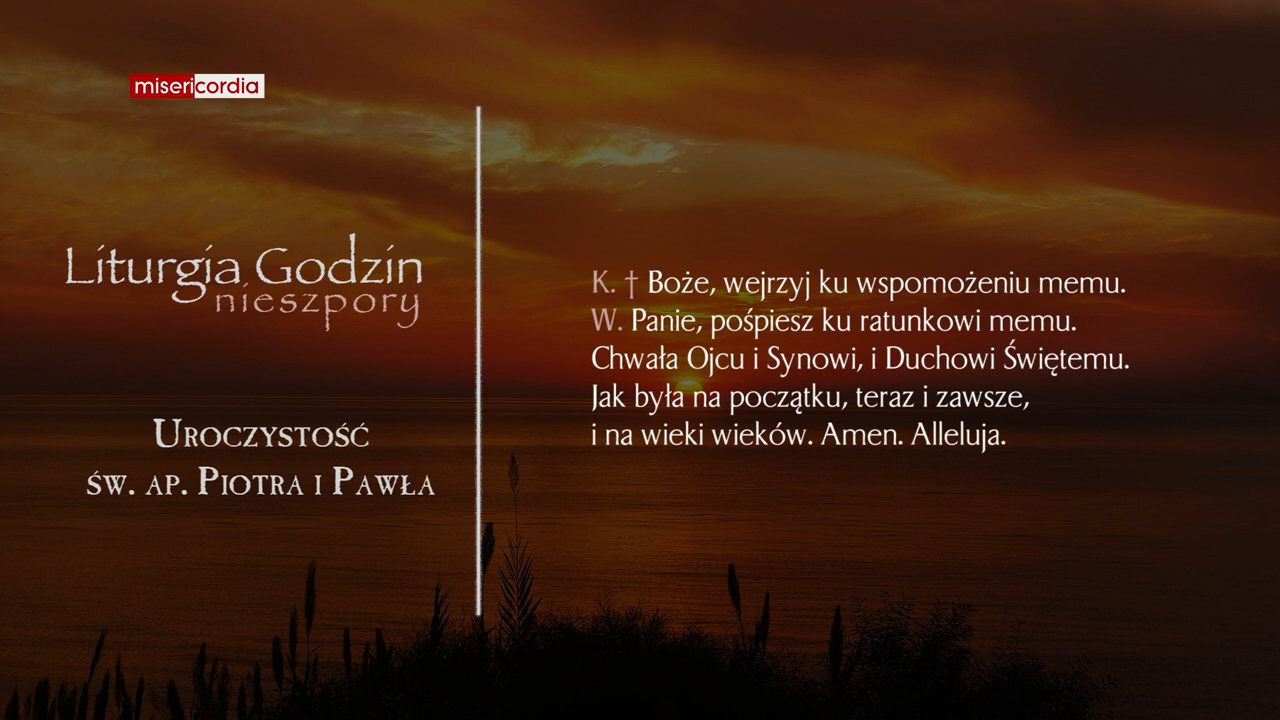 misericordia
Liturgia Godzin
nieszpory
Uroczystość
św. ap. Piotra i Pawła
K. † Boże, wejrzyj ku wspomożeniu memu.
W. Panie, pośpiesz ku ratunkowi memu.
Chwała Ojcu i Synowi, i Duchowi Świętemu.
Jak była na początku, teraz i zawsze,
i na wieki wieków. Amen. Alleluja.